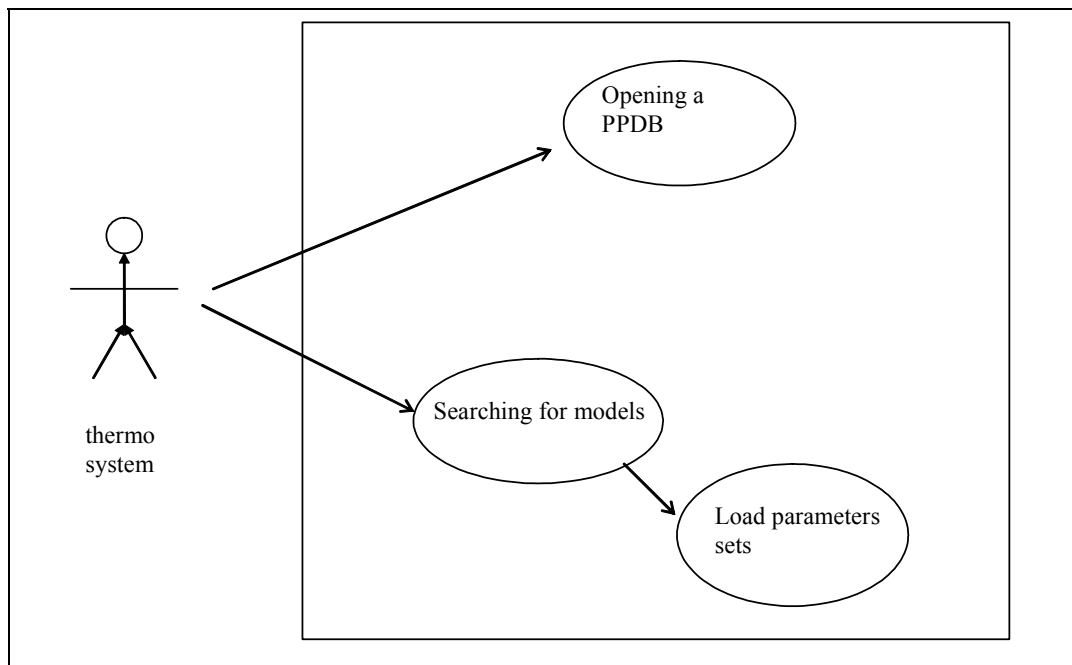 Opening a
PPDB
thermo
system
Searching for models
Load parameters
sets